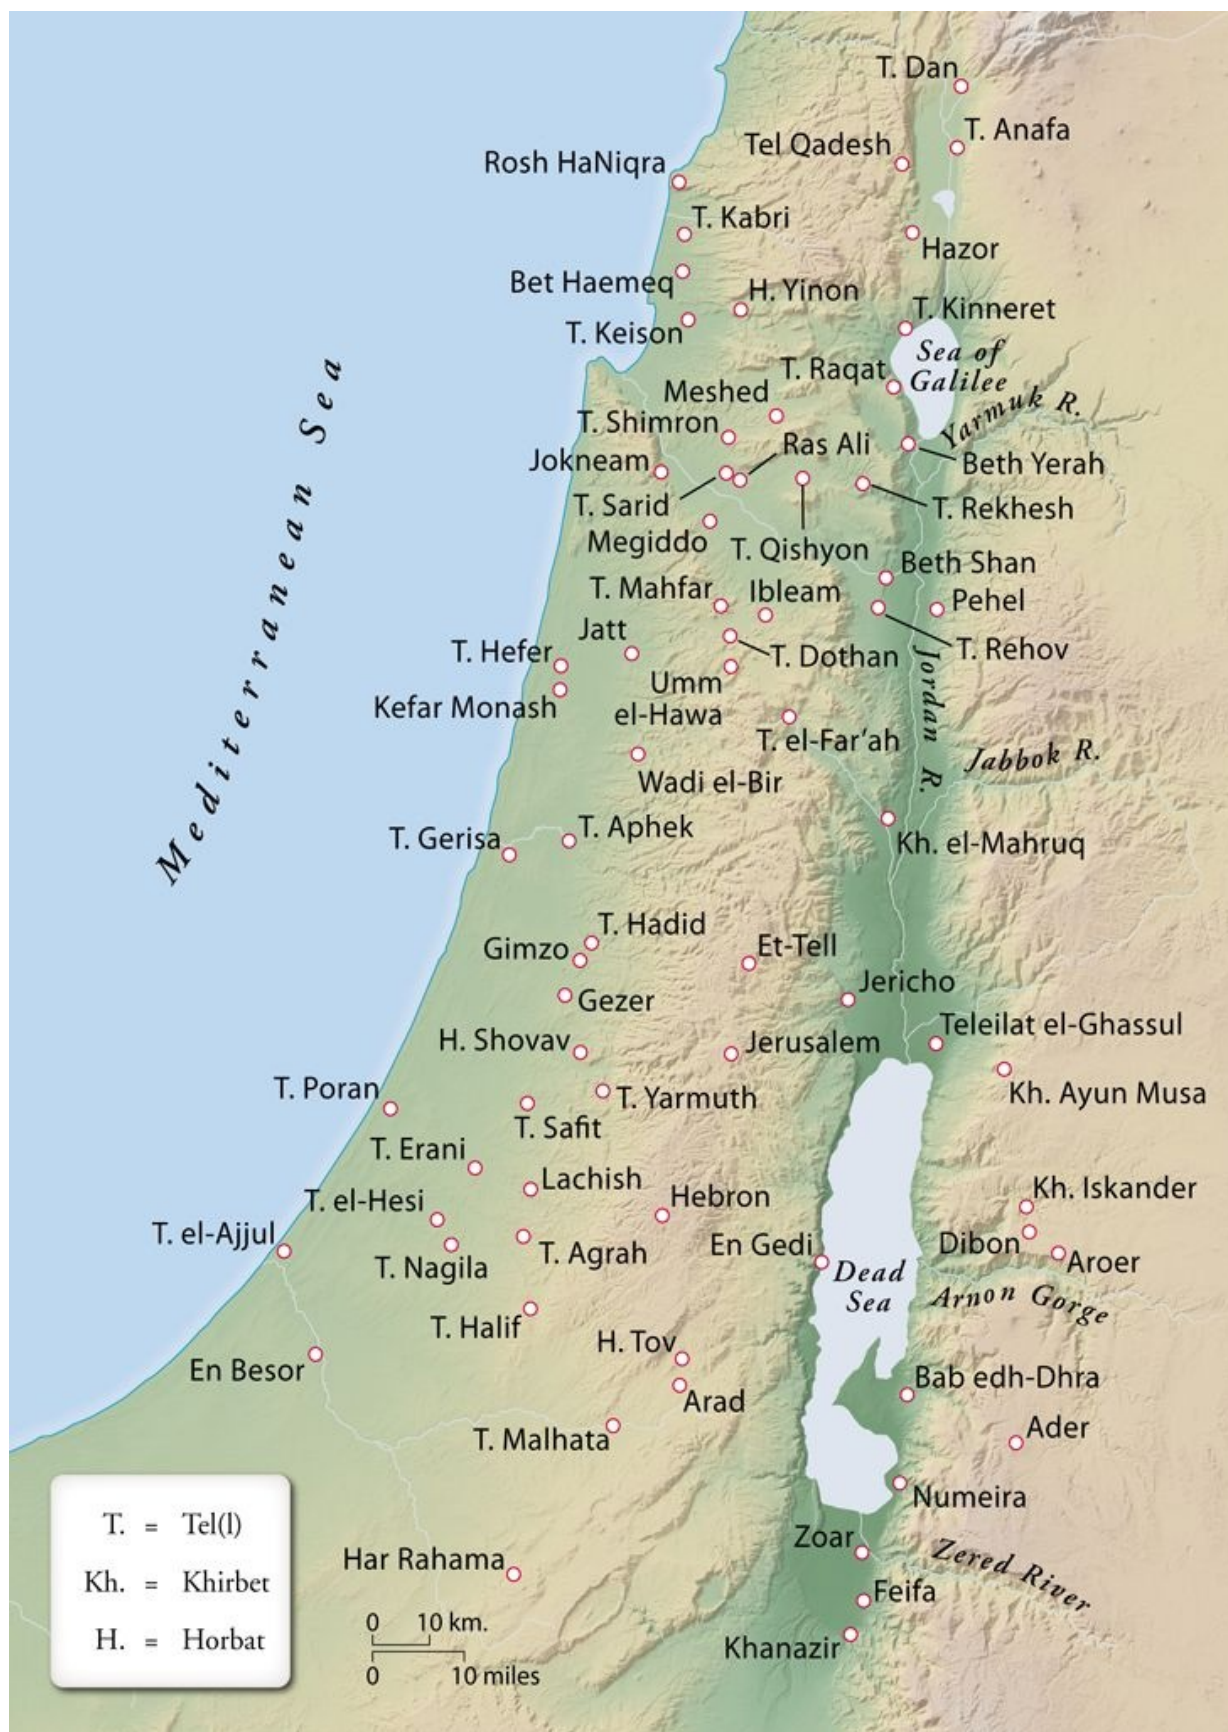 T. Dan
T. Anafa
Tel Qadesh
Rosh HaNiqra
T. Kabri
Hazor
Bet Haemeq
H. Yinon
T. Kinneret
T. Keison
Sea of
Galilee
T. Raqat
Meshed
Yarmuk R.
T. Shimron
Ras Ali
Jokneam
Beth Yerah
T. Sarid
T. Rekhesh
Megiddo
T. Qishyon
Beth Shan
T. Mahfar
Ibleam
Pehel
Jatt
T. Hefer
T. Dothan
T. Rehov
Umm
el-Hawa
Kefar Monash
Jordan R.
T. el-Far'ah
Jabbok R.
Wadi el-Bir
Mediterranean Sea
T. Aphek
T. Gerisa
Kh. el-Mahruq
T. Hadid
Gimzo
Et-Tell
Jericho
Gezer
Teleilat el-Ghassul
H. Shovav
Jerusalem
T. Poran
T. Yarmuth
Kh. Ayun Musa
T. Safit
T. Erani
Lachish
Kh. Iskander
Hebron
T. el-Hesi
T. el-Ajjul
En Gedi
Dibon
T. Agrah
Aroer
T. Nagila
Dead
Sea
Arnon Gorge
T. Halif
H. Tov
En Besor
Bab edh-Dhra
Arad
Ader
T. Malhata
Numeira
T. = Tel(l)
Kh. = Khirbet
H. = Horbat
Zoar
Zered River
Har Rahama
Feifa
0 10 km.
Khanazir
0 10 miles